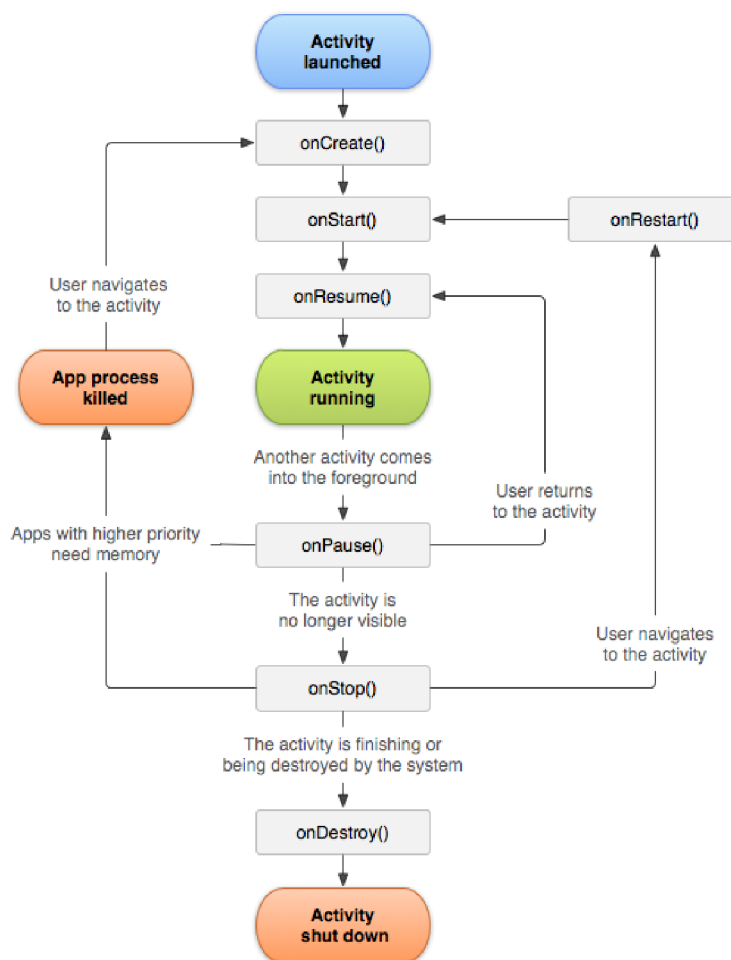 Activity
launched
onCreate()
onStart()
onRestart()
User navigates
to the activity
onResume()
App process
killed
Activity
running
Another activity comes
into the foreground
User returns
to the activity
Apps with higher priority
need memory
onPause()
The activity is
no longer visible
User navigates
to the activity
onStop()
The activity is finishing or
being destroyed by the system
onDestroy()
Activity
shut down